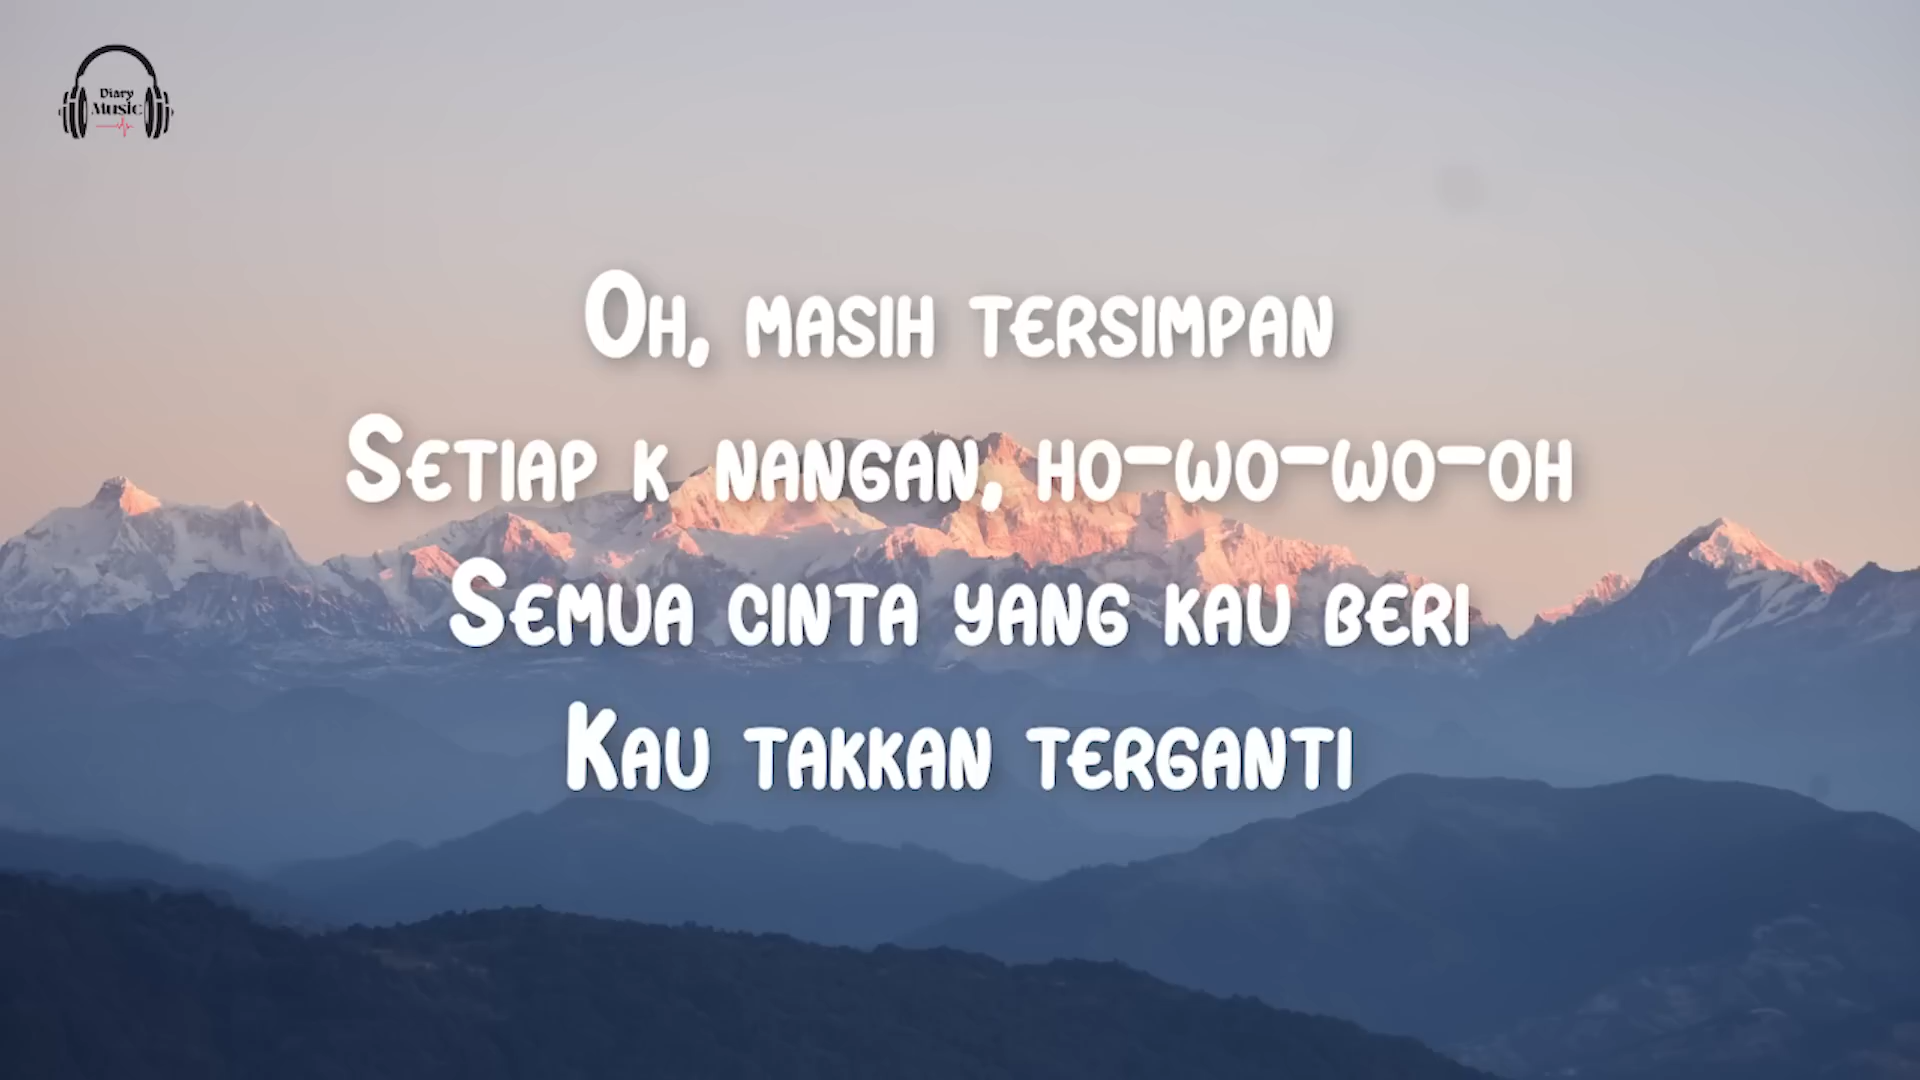 Diary
Music
Oh, masih tersimpan
Setiap k nangan, ho-wo-wo-oh
Semua cinta yang kau beri
Kau takkan terganti